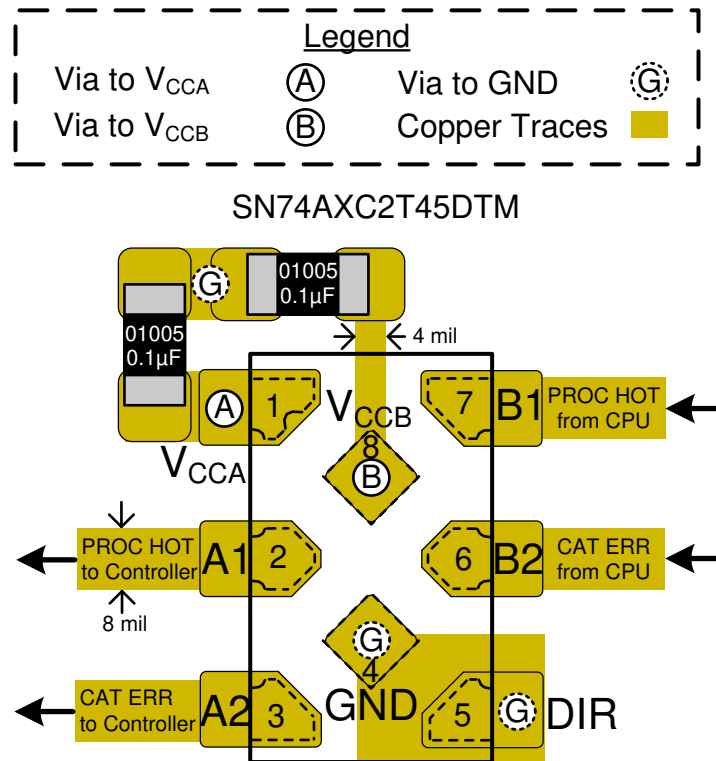 Legend
Via to VCCA A Via to GND G
Via to VCCB B Copper Traces
SN74AXC2T45DTM
G
01005
0.1µF
01005
0.1µF
4 mil
A
1
VCCA
VCCB
8
B
7
B1
PROC HOT
from CPU
PROC HOT
to Controller
A1
2
8 mil
6
B2
CAT ERR
from CPU
G
4
GND
CAT ERR
to Controller
A2
3
5
G
DIR